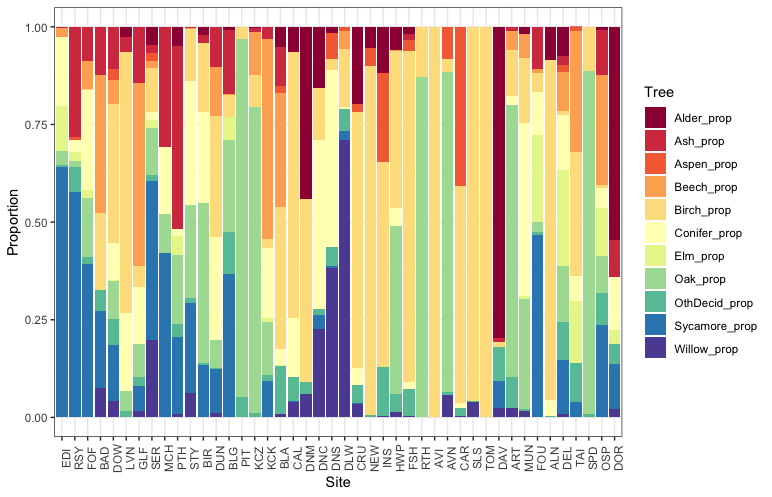 1.00
0.75
0.50
0.25
0.00
Proportion
EDI RSY FOF BAD DOW LVN GLF SER MCH PTH STY BIR DUN BLG PIT KCZ KCK BLA CAL DNM DNC DNS DLW CRU NEW INS HWP FSH RTH AVI AVN CAR SLS TOM DAV ART MUN FOU ALN DEL TAI SPD OSP DOR
Site
Tree
Alder_prop
Ash_prop
Aspen_prop
Beech_prop
Birch_prop
Conifer_prop
Elm_prop
Oak_prop
OthDecid_prop
Sycamore_prop
Willow_prop